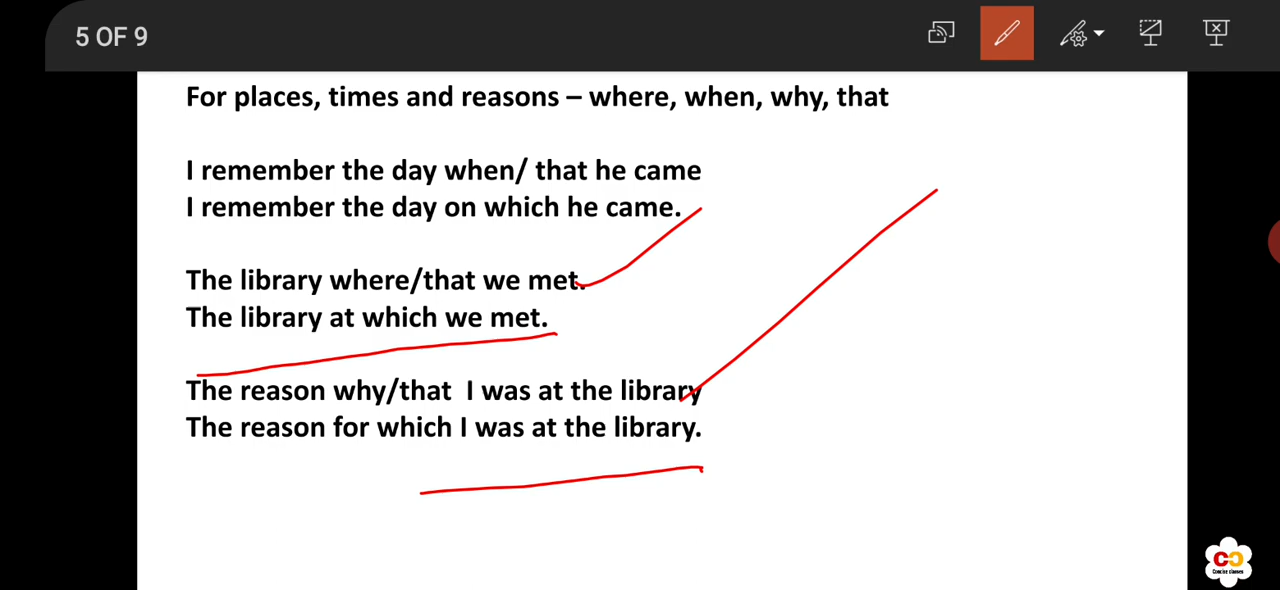 5 OF 9
For places, times and reasons – where, when, why, that
I remember the day when/ that he came
I remember the day on which he came.
The library where/that we met.
The library at which we met.
The reason why/that  I was at the library
The reason for which I was at the library.
Concise classes